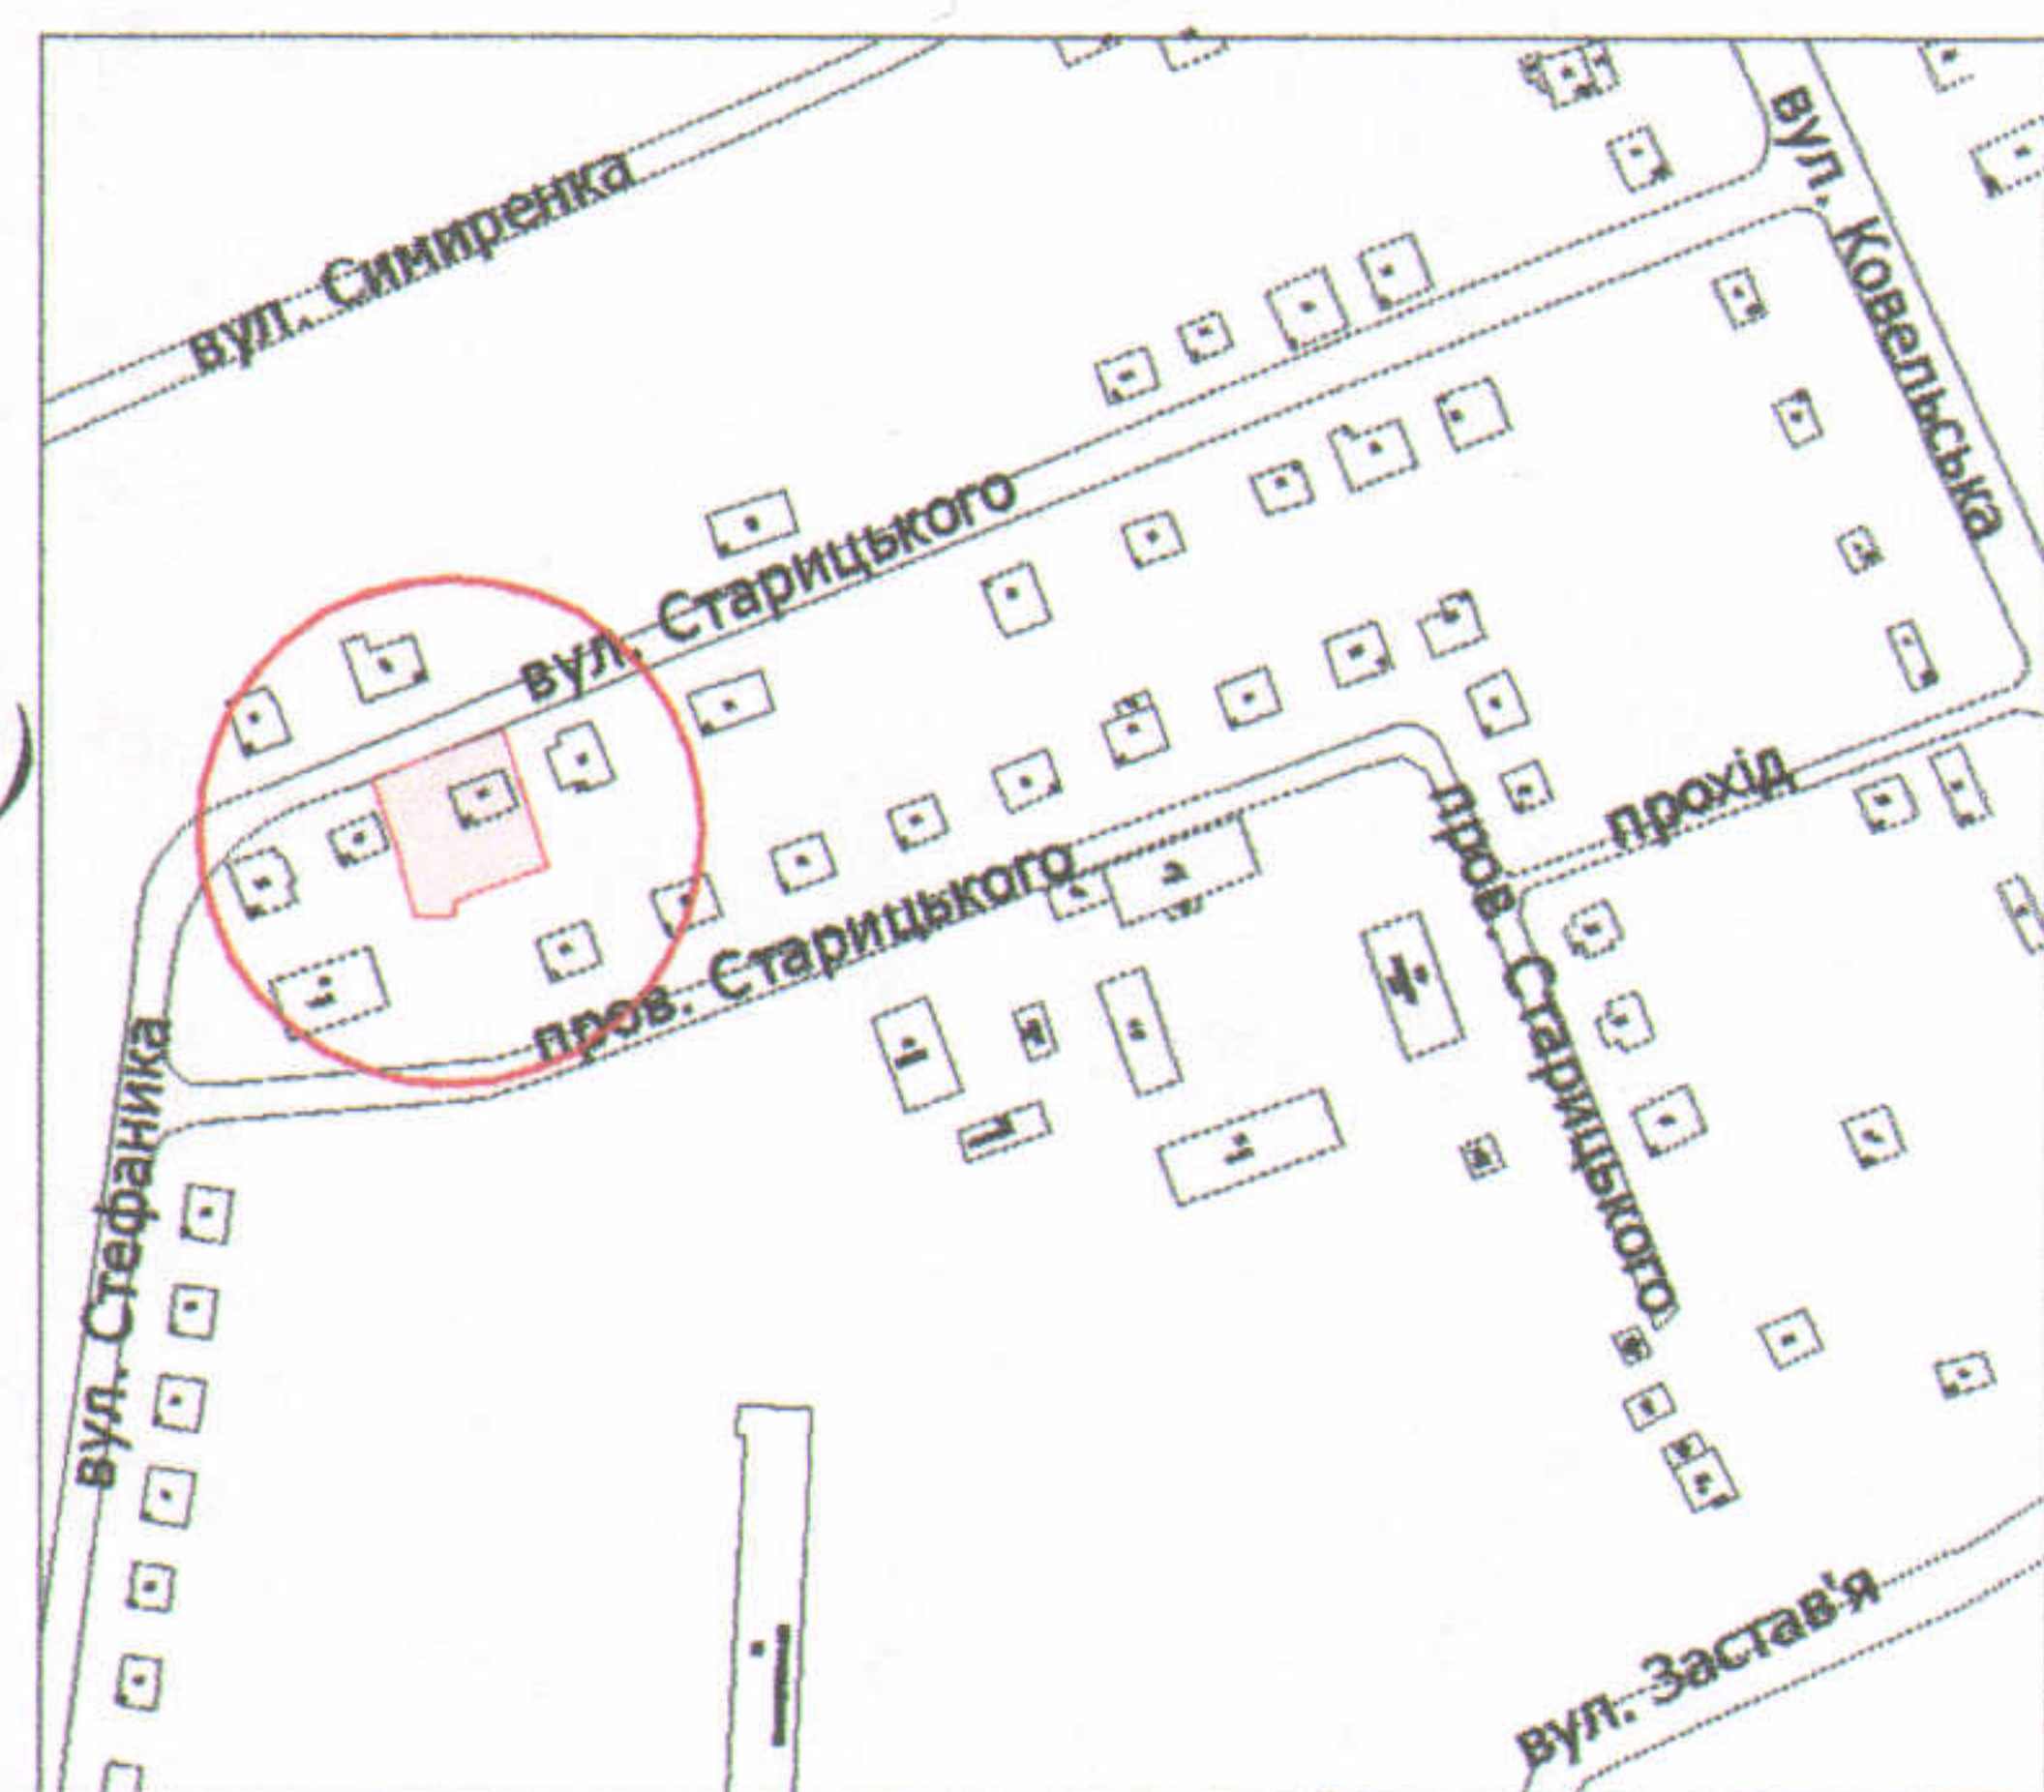 вул. Симиренка
вул. Ковельська
вул. Старицького
прохід
пров. Старицького
пров. Старицького
вул. Стефаника
вул. Застав'я